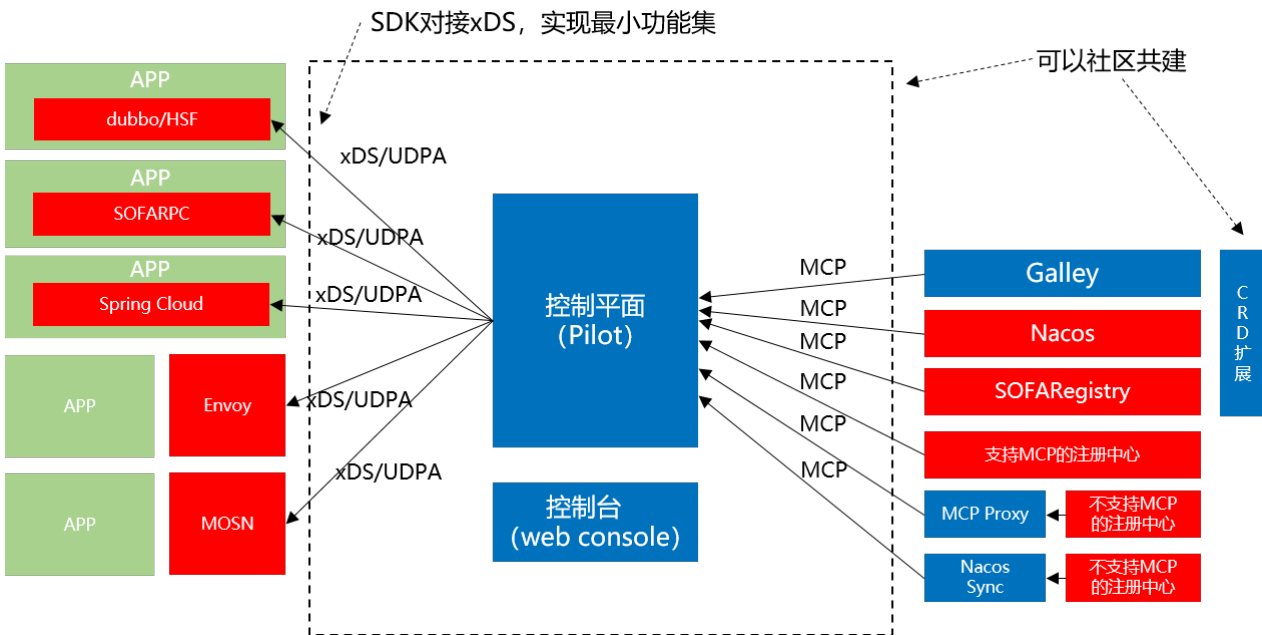 SDK对接xDS，实现最小功能集
可以社区共建
APP
dubbo/HSF
xDS/UDPA
APP
SOFARPC
xDS/UDPA
APP
Spring Cloud
xDS/UDPA
APP
Envoy
xDS/UDPA
APP
MOSN
xDS/UDPA
控制平面
（Pilot）
控制台
（web console）
MCP
Galley
MCP
Nacos
MCP
SOFARegistry
MCP
支持MCP的注册中心
MCP
MCP Proxy
不支持MCP
的注册中心
MCP
Nacos
Sync
不支持MCP
的注册中心
C
R
D
扩
展